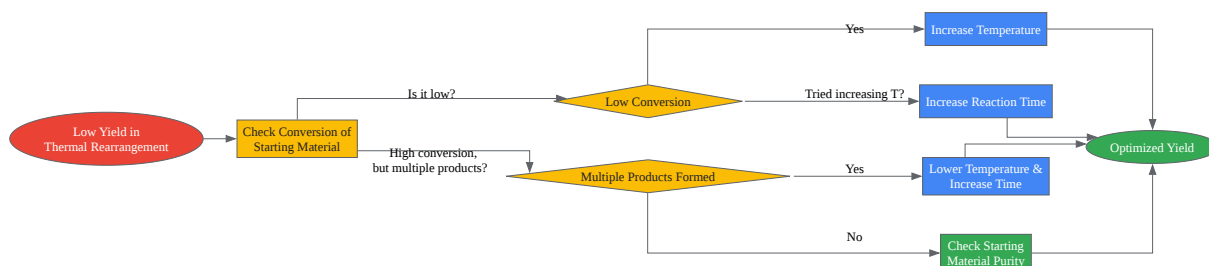 Low Yield in
Thermal Rearrangement
Check Conversion of
Starting Material
Is it low?
High conversion,
but multiple products?
Low Conversion
Multiple Products Formed
Yes
Tried increasing T?
Yes
No
Increase Temperature
Increase Reaction Time
Lower Temperature &
Increase Time
Check Starting
Material Purity
Optimized Yield